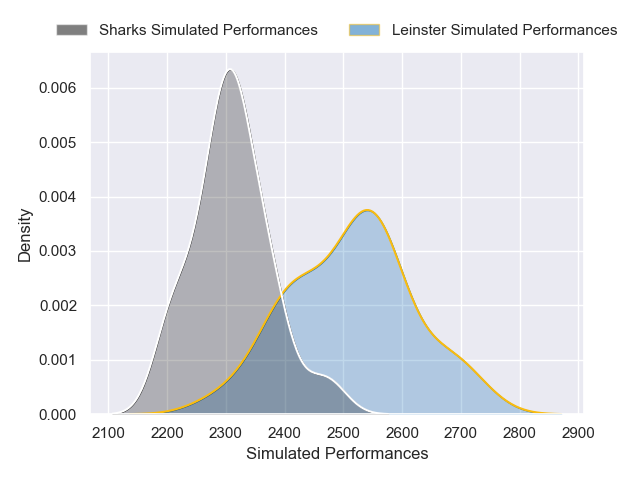 Sharks Simulated Performances Leinster Simulated Performances
0.006
0.005
0.004
0.003
0.002
0.001
0.000
Density
2100 2200 2300 2400 2500 2600 2700 2800 2900
Simulated Performances